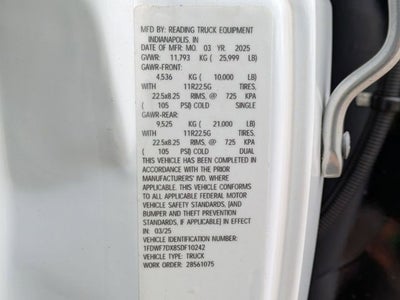 MFD BY: READING TRUCK EQUIPMENT
INDIANAPOLIS, IN
DATE OF MFR: MO. 03 YR. 2025
GVWR: 11,793 KG ( 25,999 LB)
GAWR-FRONT:
4,536 KG ( 10,000 LB)
WITH 11R22.5G TIRES,
22.5x8.25 RIMS, @ 725 KPA
( 105 PSI) COLD SINGLE
GAWR-REAR:
9,525 KG ( 21,000 LB)
WITH 11R22.5G TIRES,
22.5x8.25 RIMS, @ 725 KPA
( 105 PSI) COLD DUAL
THIS VEHICLE HAS BEEN COMPLETED IN
ACCORDANCE WITH THE PRIOR
MANUFACTURERS' IVD. WHERE
APPLICABLE. THIS VEHICLE CONFORMS
TO ALL APPLICABLE FEDERAL MOTOR
VEHICLE SAFETY STANDARDS, [AND
BUMPER AND THEFT PREVENTION
STANDARDS, IF APPLICABLE] IN EFFECT
IN: 03/25
VEHICLE IDENTIFICATION NUMBER:
1FDWF7DX8SDF10242
VEHICLE TYPE: TRUCK
WORK ORDER: 28561075